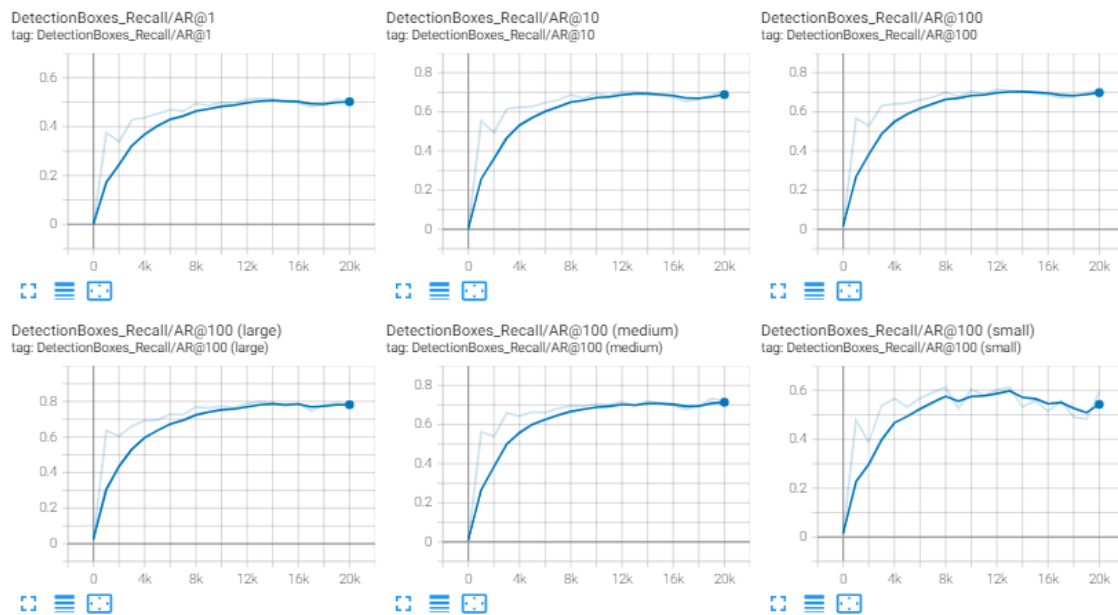 DetectionBoxes_Recall/AR@1
tag: DetectionBoxes_Recall/AR@1
0.6
0.4
0.2
0
0 4k 8k 12k 16k 20k
DetectionBoxes_Recall/AR@10
tag: DetectionBoxes_Recall/AR@10
0.8
0.6
0.4
0.2
0
0 4k 8k 12k 16k 20k
DetectionBoxes_Recall/AR@100
tag: DetectionBoxes_Recall/AR@100
0.8
0.6
0.4
0.2
0
0 4k 8k 12k 16k 20k
DetectionBoxes_Recall/AR@100 (large)
tag: DetectionBoxes_Recall/AR@100 (large)
0.8
0.6
0.4
0.2
0
0 4k 8k 12k 16k 20k
DetectionBoxes_Recall/AR@100 (medium)
tag: DetectionBoxes_Recall/AR@100 (medium)
0.8
0.6
0.4
0.2
0
0 4k 8k 12k 16k 20k
DetectionBoxes_Recall/AR@100 (small)
tag: DetectionBoxes_Recall/AR@100 (small)
0.6
0.4
0.2
0
0 4k 8k 12k 16k 20k